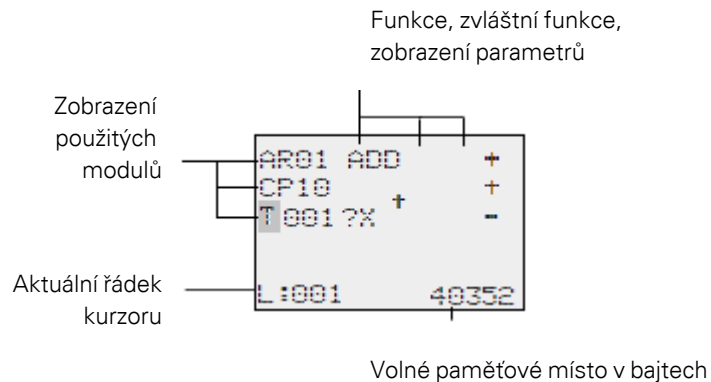 Funkce, zvláštní funkce,
zobrazení parametrů
Zobrazení
použitých
modulů
AR01 ADD +
CP10 +
T 001?X -
Aktuální řádek
kurzoru
L:001 40352
Volné paměťové místo v bajtech